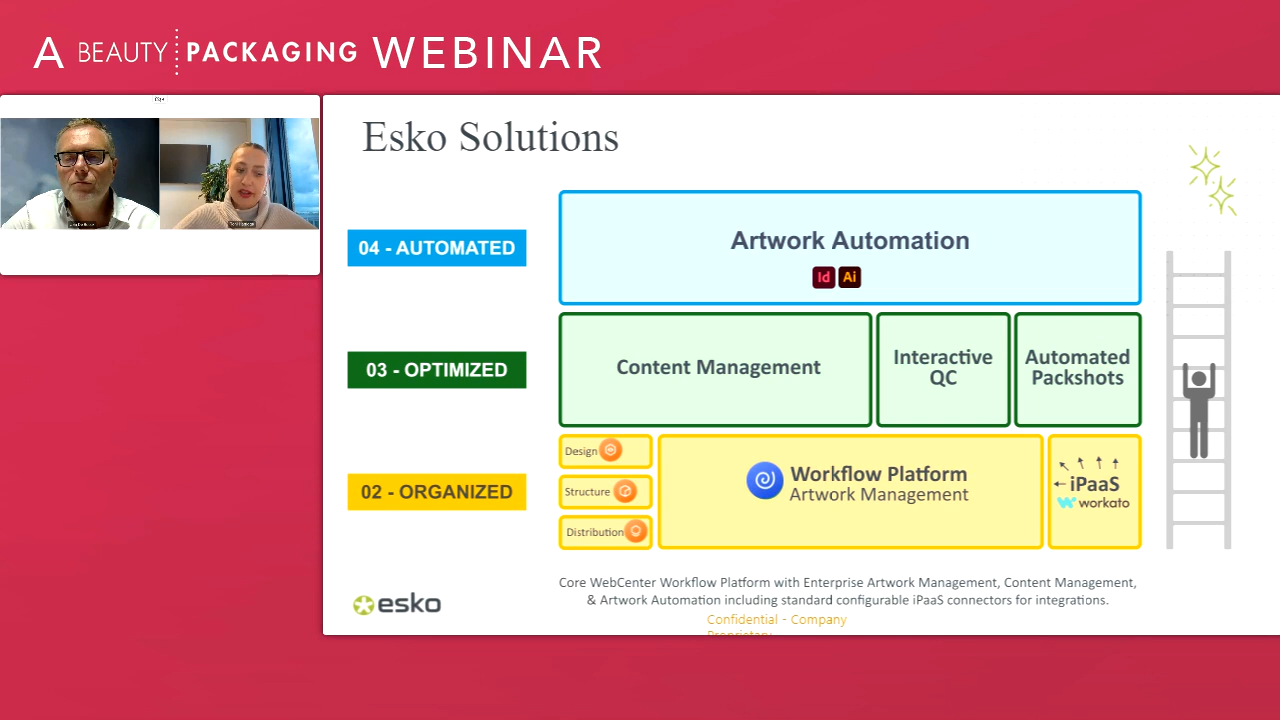 A BEAUTY PACKAGING WEBINAR
Esko Solutions
04 - AUTOMATED
Artwork Automation
Id Ai
03 - OPTIMIZED
Content Management
Interactive
QC
Automated
Packshots
02 - ORGANIZED
Design
Structure
Distribution
Workflow Platform
Artwork Management
iPaaS
workato
Core WebCenter Workflow Platform with Enterprise Artwork Management, Content Management,
& Artwork Automation including standard configurable iPaaS connectors for integrations.
esko
Confidential - Company
Proprietary